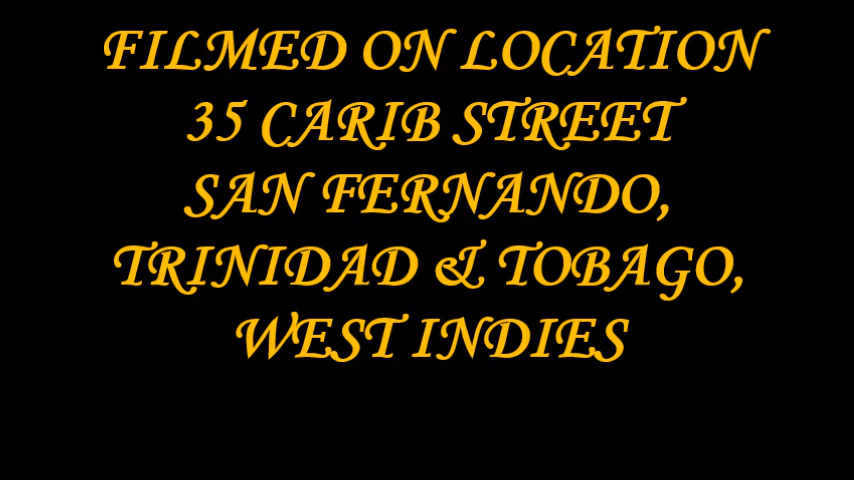 FILMED ON LOCATION
35 CARIB STREET
SAN FERNANDO,
TRINIDAD & TOBAGO,
WEST INDIES